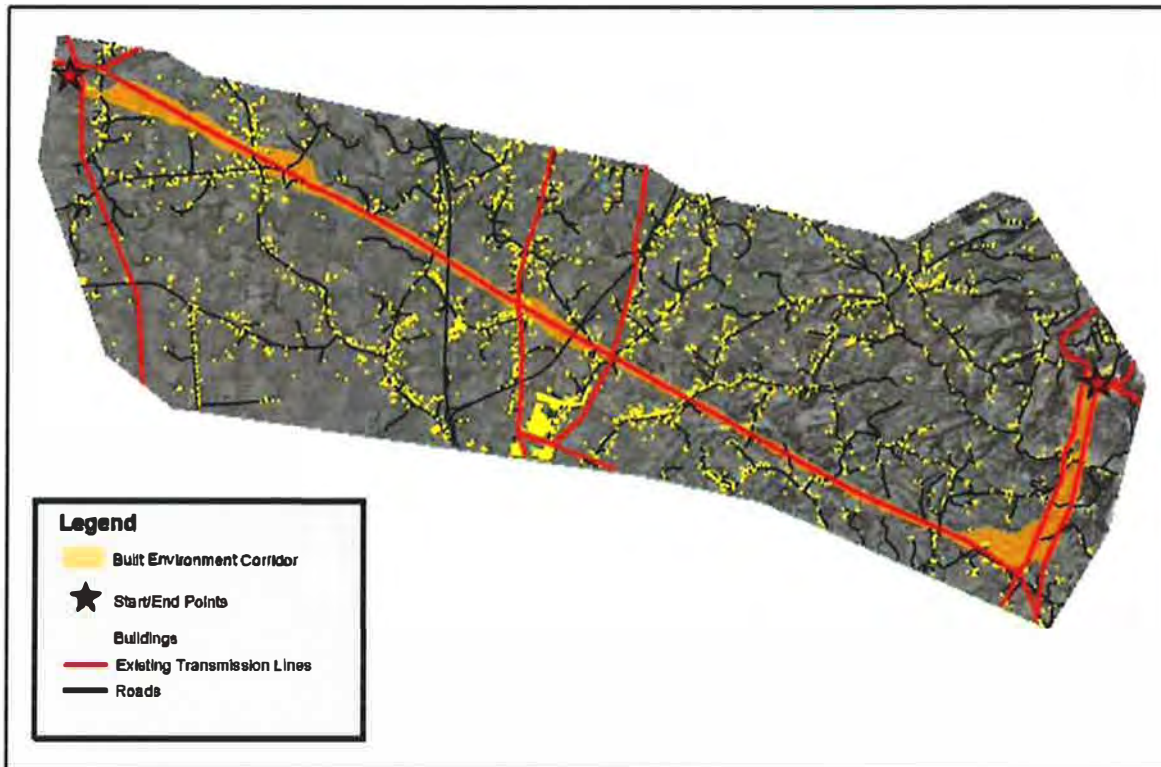 Legend
Built Environment Corridor
Start/End Points
Buildings
Existing Transmission Lines
Roads